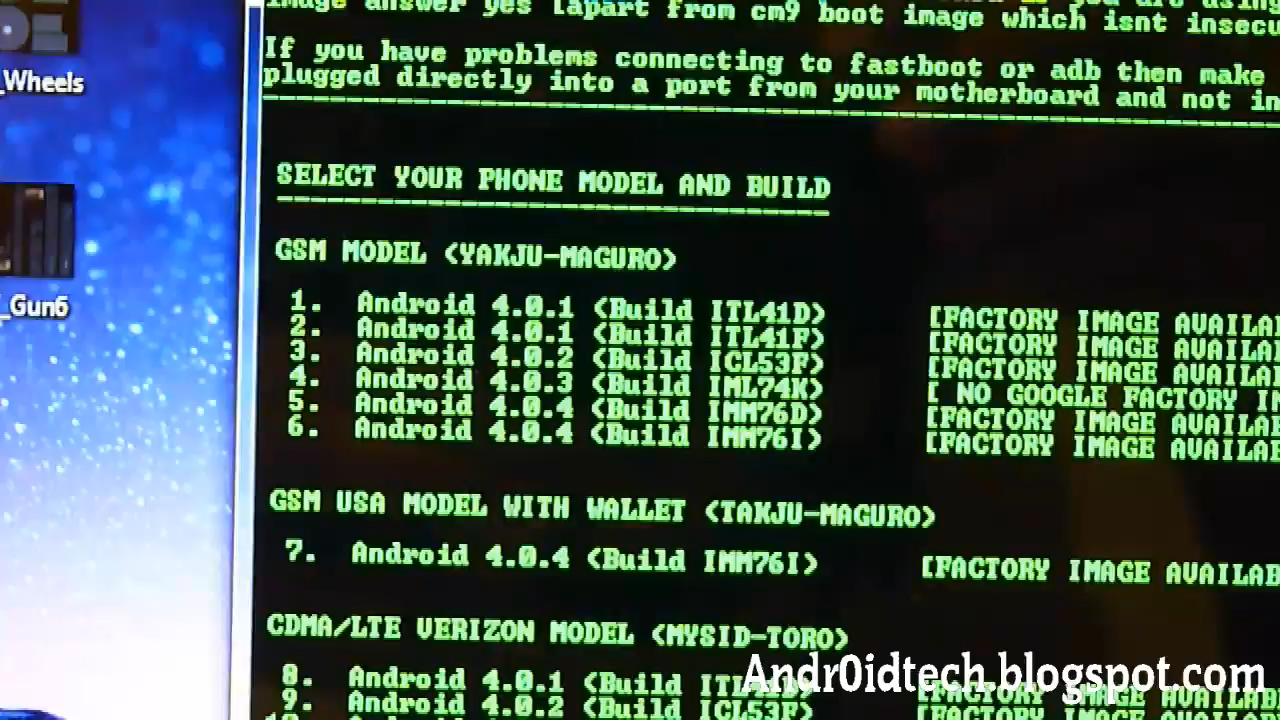 image answer yes [apart from cm9 boot image which isnt insecu
If you have problems connecting to fastboot or adb then make
plugged directly into a port from your motherboard and not in
_Wheels
SELECT YOUR PHONE MODEL AND BUILD
GSM MODEL <YAKJU-MAGURO>
_Gun6
1. Android 4.0.1 <Build ITL41D> [FACTORY IMAGE AVAILA
2. Android 4.0.1 <Build ITL41F> [FACTORY IMAGE AVAILA
3. Android 4.0.2 <Build ICL53F> [FACTORY IMAGE AVAILA
4. Android 4.0.3 <Build IML74K> [ NO GOOGLE FACTORY IM
5. Android 4.0.4 <Build IMM76D> [FACTORY IMAGE AVAILA
6. Android 4.0.4 <Build IMM76I> [FACTORY IMAGE AVAILA
GSM USA MODEL WITH WALLET <TAKJU-MAGURO>
7. Android 4.0.4 <Build IMM76I> [FACTORY IMAGE AVAILAB
CDMA/LTE VERIZON MODEL <MYSID-TORO>
8. Android 4.0.1 <Build
9. Android 4.0.2 <Build ICL53F> [FACTORY IMAGE AVAILAB
Andr0idtech.blogspot.com